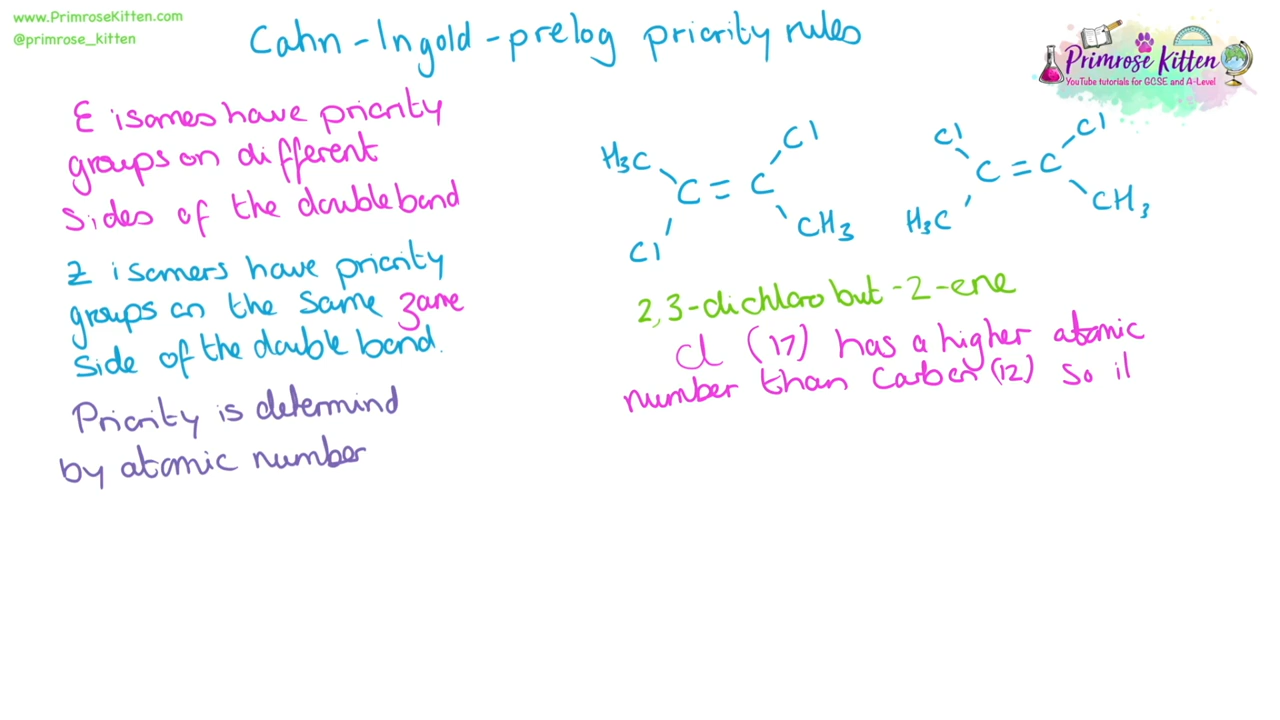 www.PrimroseKitten.com
@primrose_kitten
Cahn-Ingold-prelog priority rules
Primrose Kitten
YouTube tutorials for GCSE and A-Level
E isomes have priority
groups on different
sides of the double bond
Z isomers have priority
groups on the same zame
side of the double bond.
Priority is determind
by atomic number
H3C Cl
C = C
Cl CH3
Cl Cl
C = C
H3C CH3
2,3-dichloro but-2-ene
Cl (17) has a higher atomic
number than Carbon (12) so it